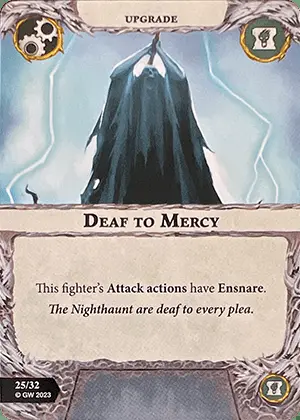 UPGRADE
DEAF TO MERCY
This fighter's Attack actions have Ensnare.
The Nighthaunt are deaf to every plea.
25/32
© GW 2023